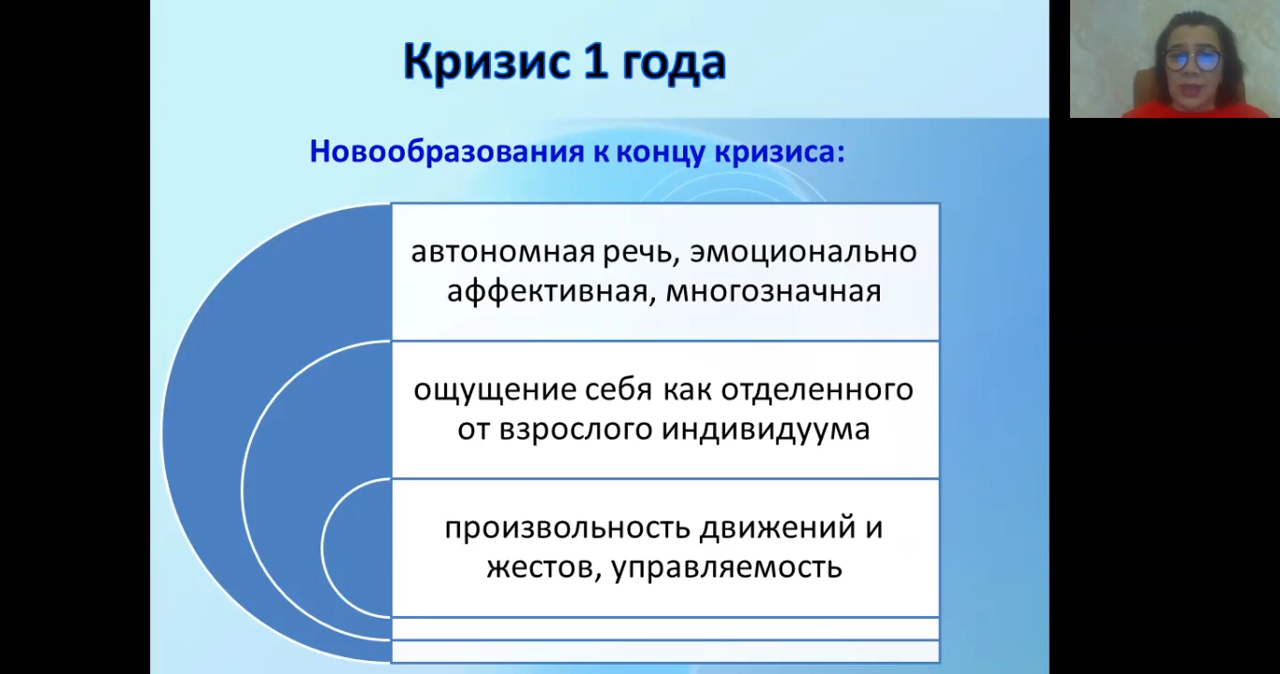 Кризис 1 года
Новообразования к концу кризиса:
автономная речь, эмоционально
аффективная, многозначная
ощущение себя как отделенного
от взрослого индивидуума
произвольность движений и
жестов, управляемость